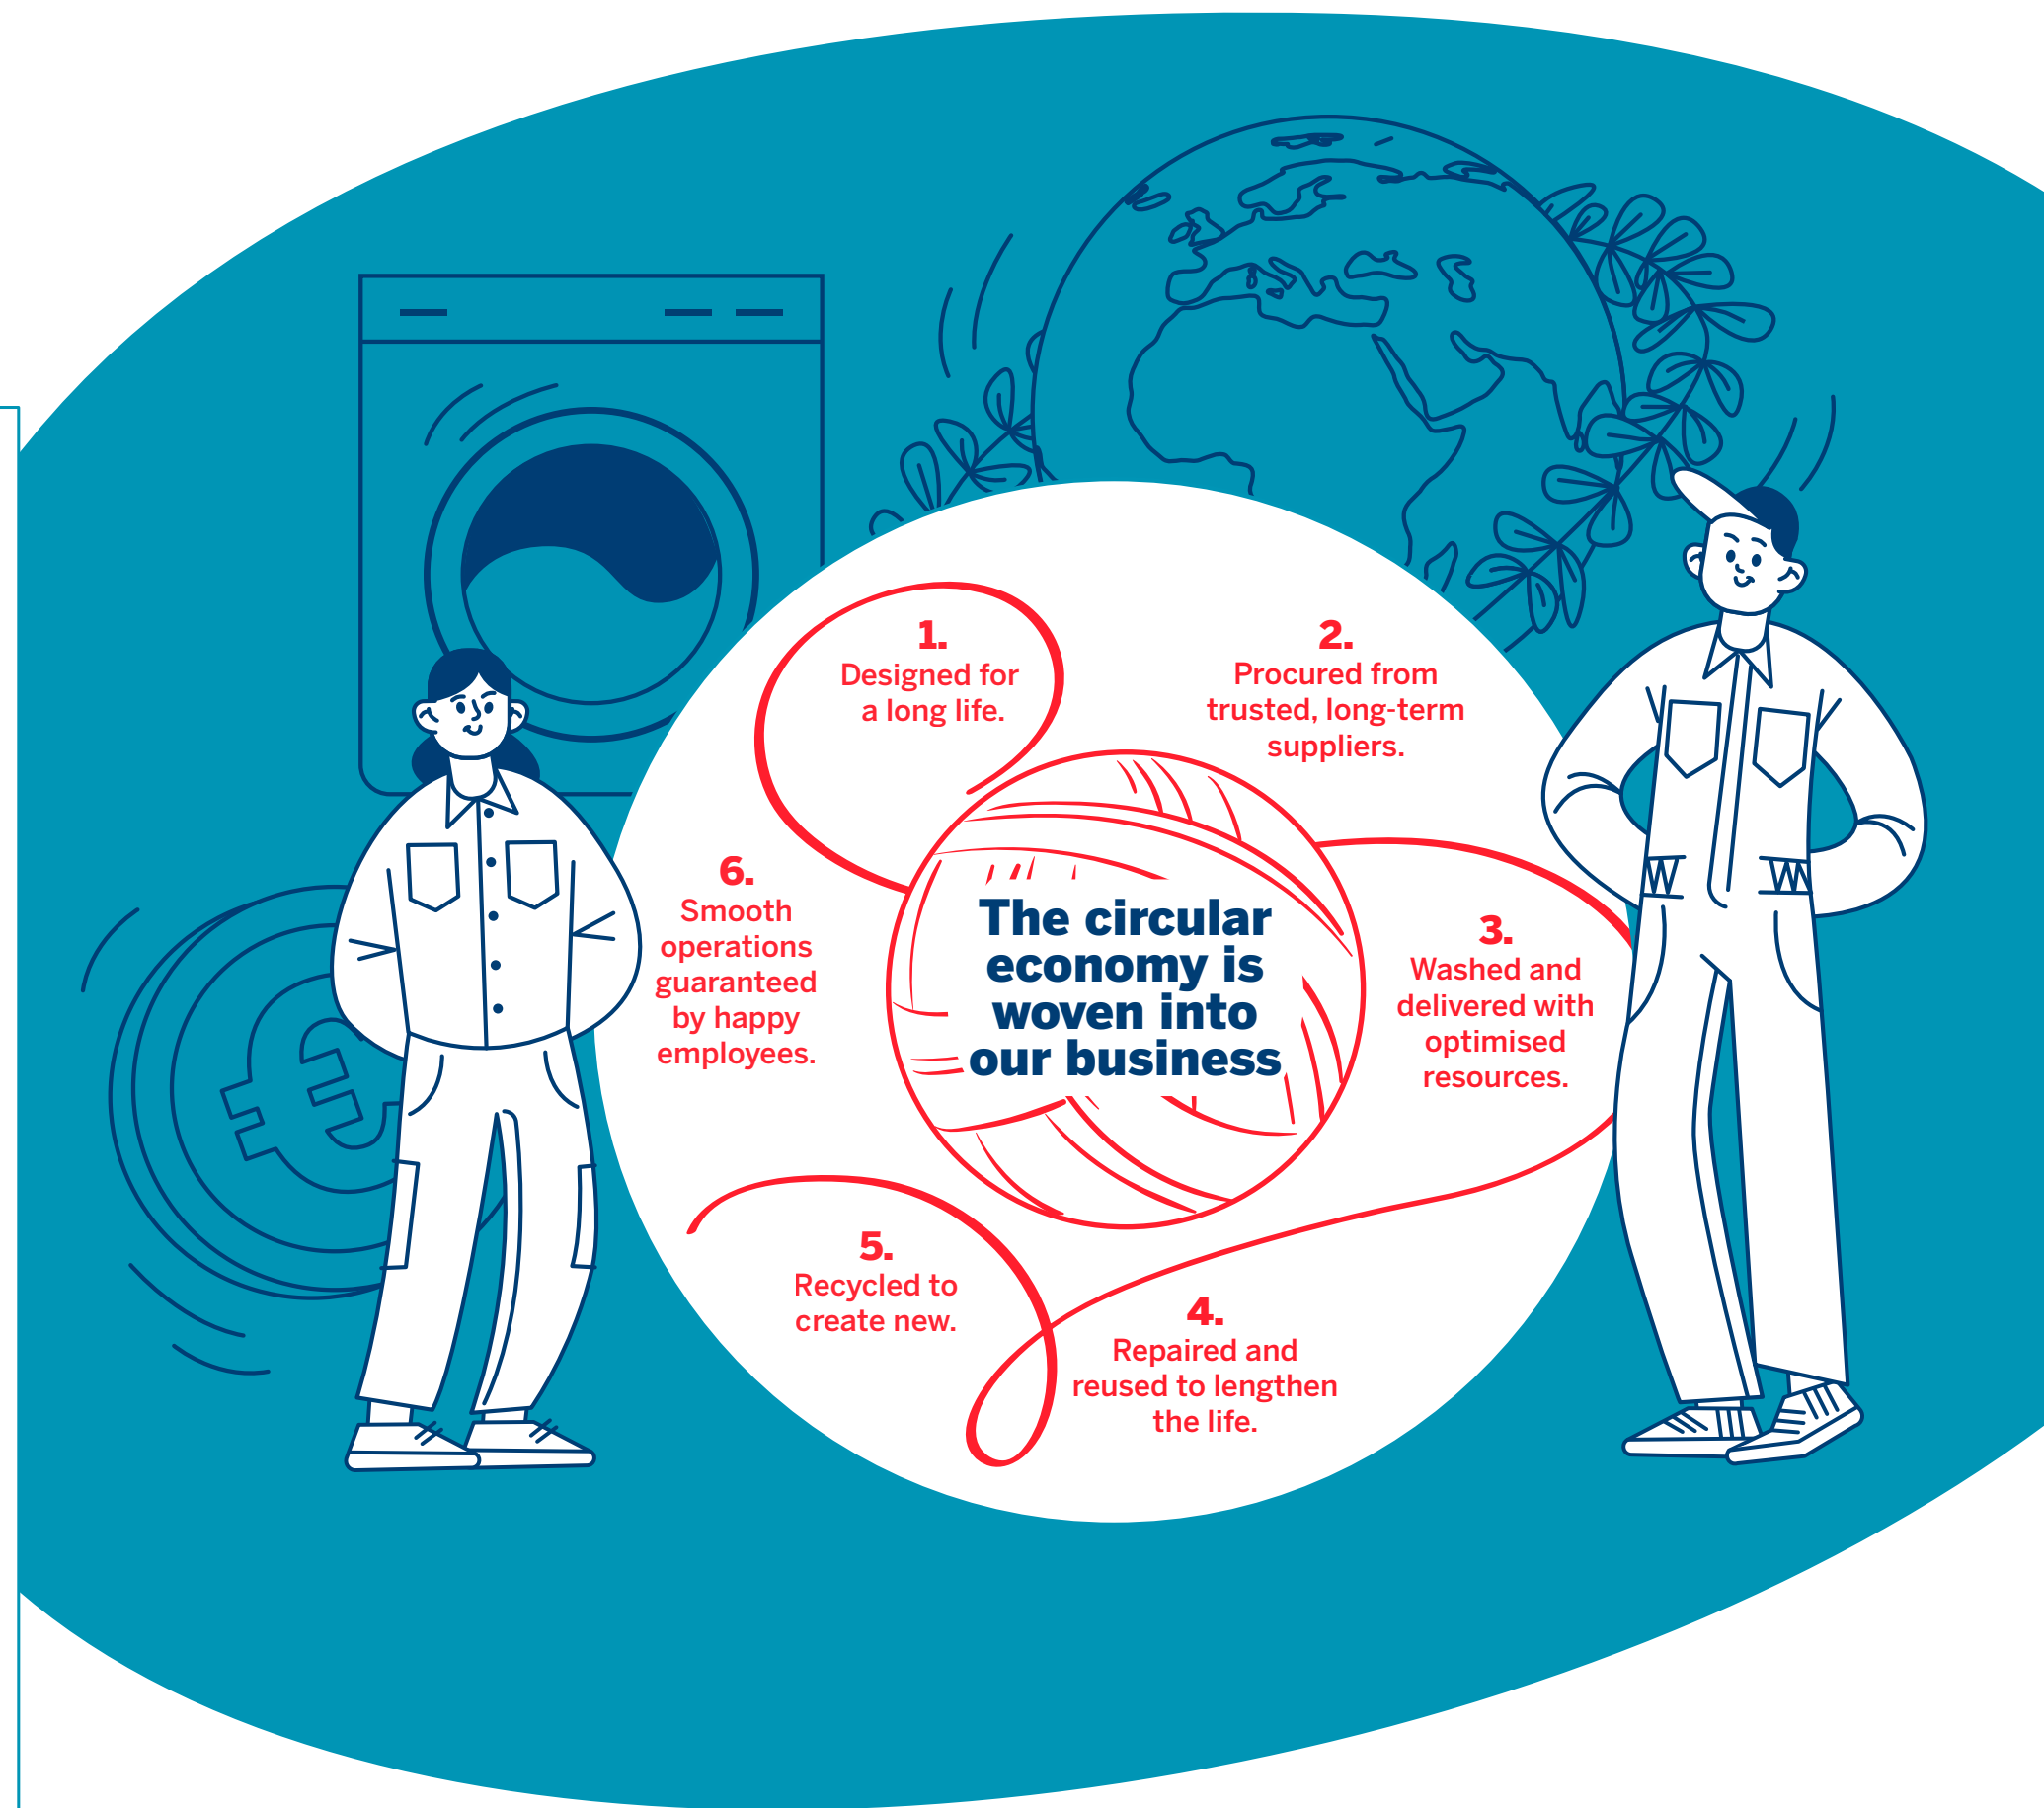 1.
Designed for
a long life.
2.
Procured from
trusted, long-term
suppliers.
3.
Washed and
delivered with
optimised
resources.
4.
Repaired and
reused to lengthen
the life.
5.
Recycled to
create new.
6.
Smooth
operations
guaranteed
by happy
employees.
The circular
economy is
woven into
our business